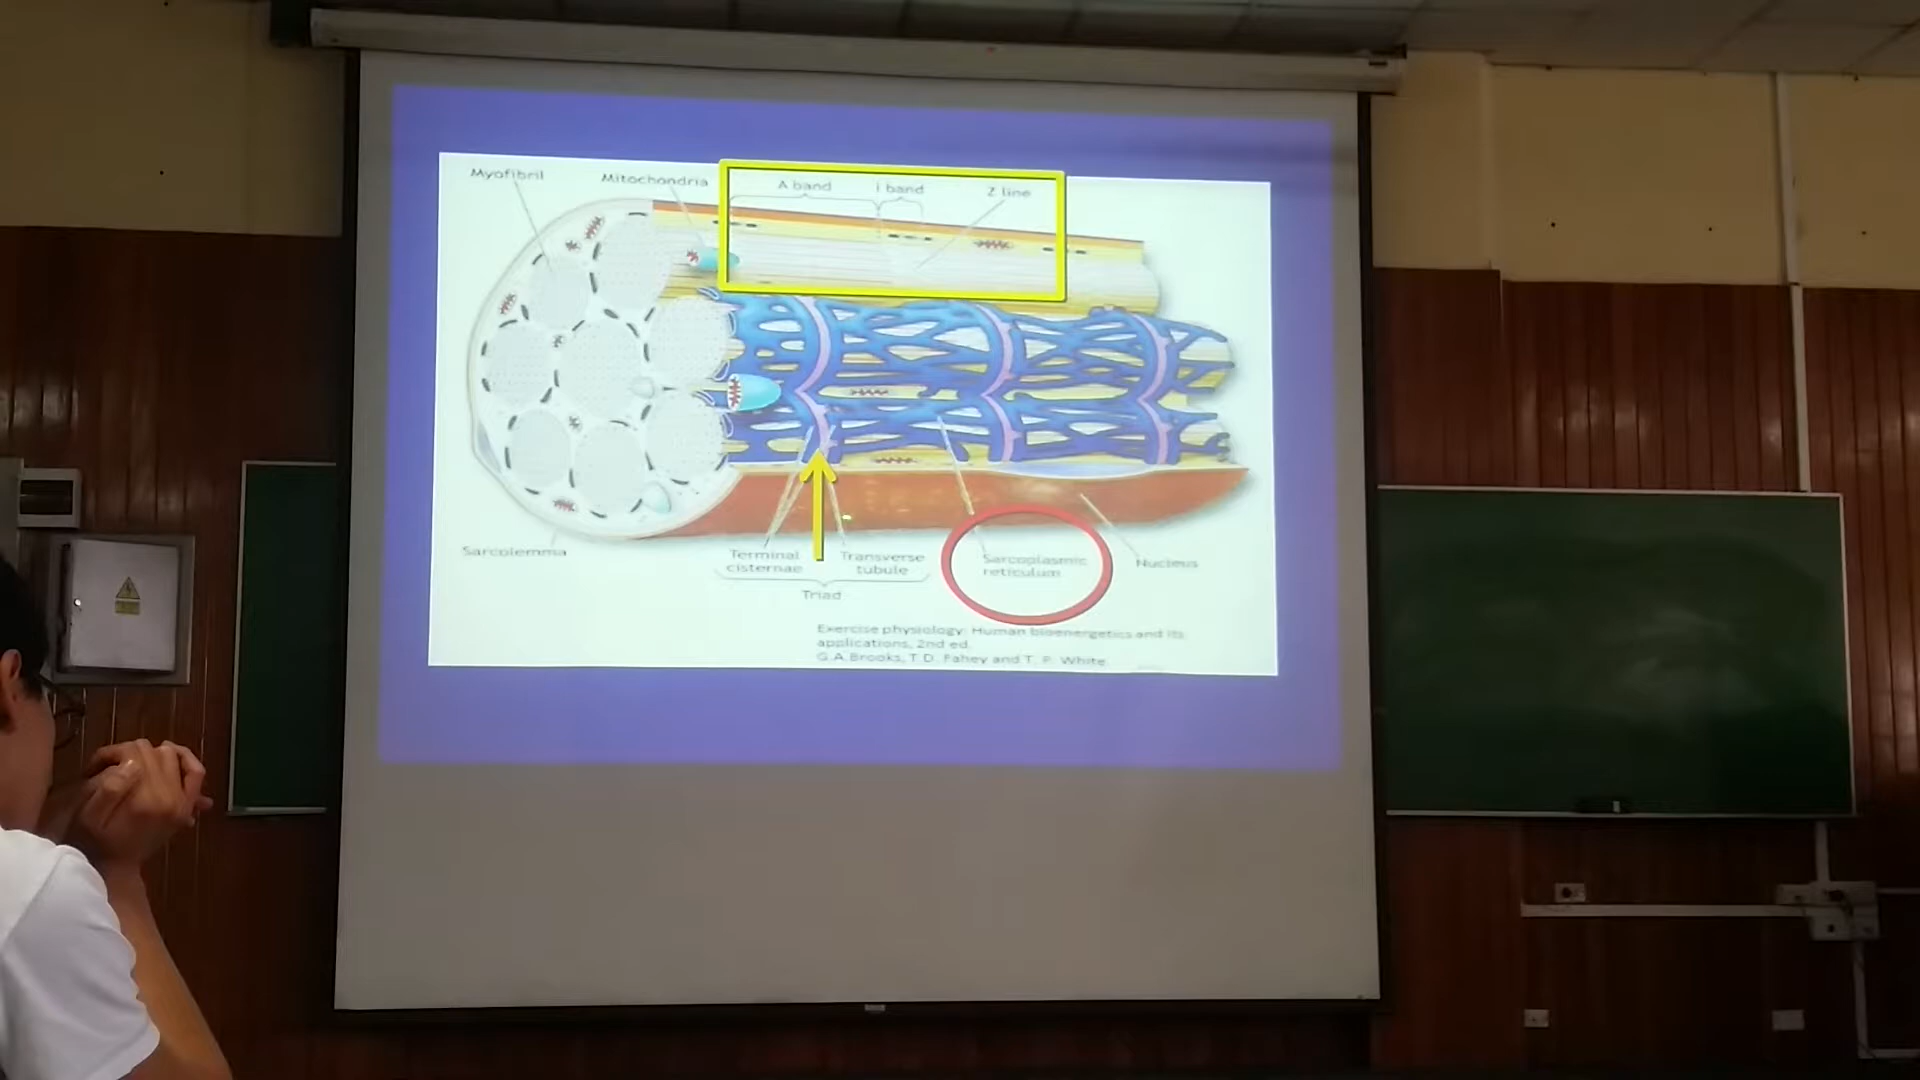 Myofibril
Mitochondria
A band
I band
Z line
Sarcolemma
Terminal
cisternae
Transverse
tubule
Triad
Sarcoplasmic
reticulum
Nucleus
Exercise physiology: Human bioenergetics and its
applications, 2nd ed.
G.A.Brooks, T.D. Fahey and T. P. White.